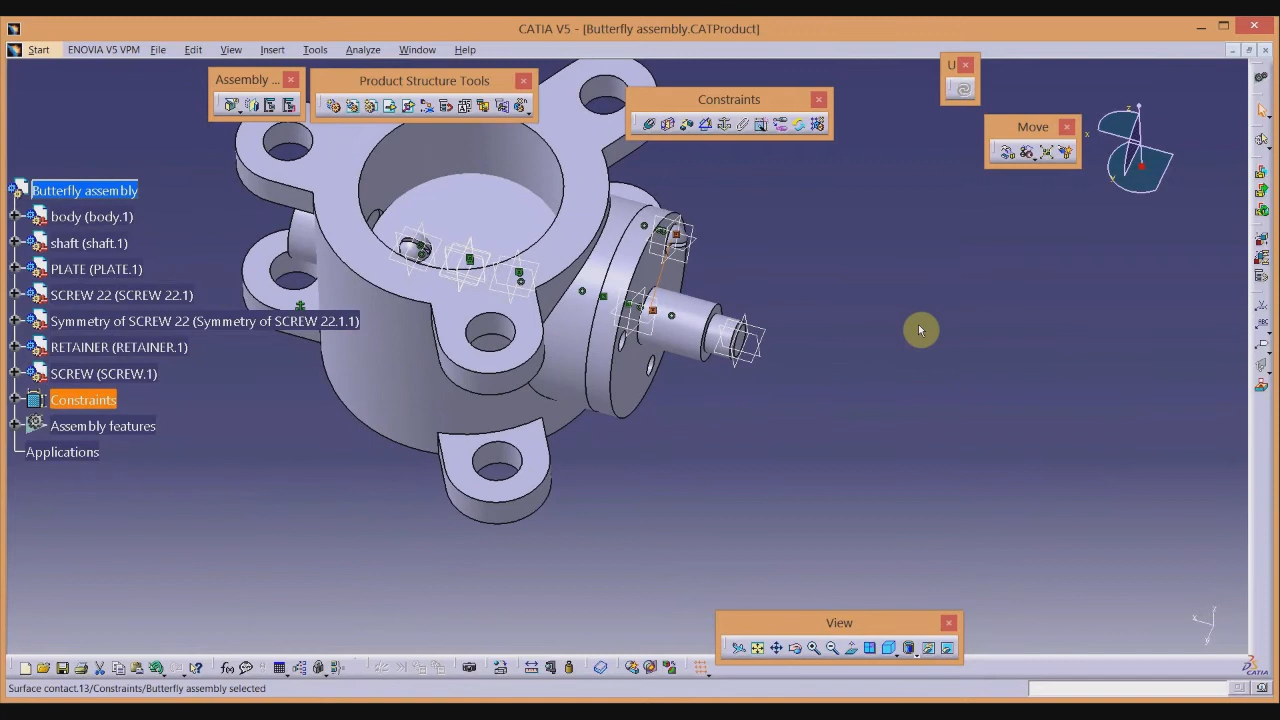 CATIA V5 - [Butterfly assembly.CATProduct]
Start ENOVIA V5 VPM File Edit View Insert Tools Analyze Window Help
Assembly ...
Product Structure Tools
Constraints
U
Move
Butterfly assembly
body (body.1)
shaft (shaft.1)
PLATE (PLATE.1)
SCREW 22 (SCREW 22.1)
Symmetry of SCREW 22 (Symmetry of SCREW 22.1.1)
RETAINER (RETAINER.1)
SCREW (SCREW.1)
Constraints
Assembly features
Applications
View
Surface contact.13/Constraints/Butterfly assembly selected
CATIA